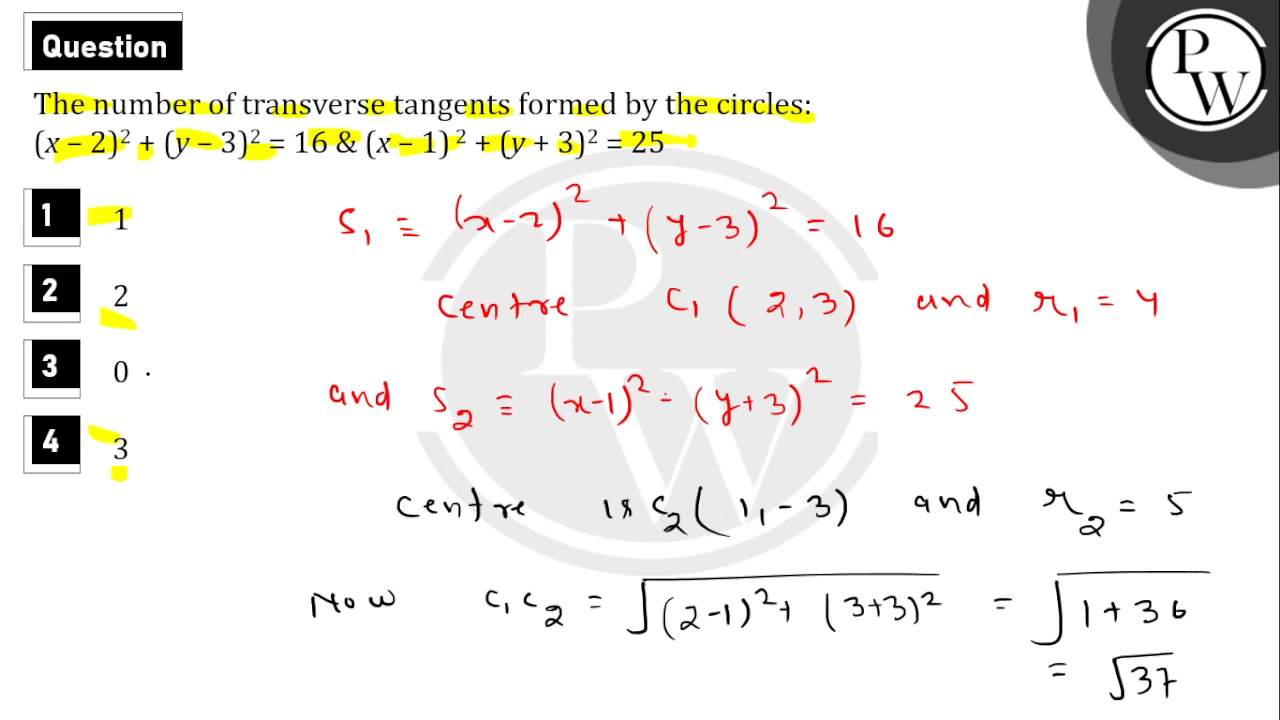 Question
PW
The number of transverse tangents formed by the circles:
(x – 2)² + (y – 3)² = 16 & (x – 1) ² + (y + 3)² = 25
1 1
2 2
3 0
4 3
S₁ ≡ (x-2)² + (y-3)² = 16
Centre C₁ (2,3) and r₁ = 4
and S₂ ≡ (x-1)² - (y+3)² = 25
Centre is C₂ (1,-3) and r₂ = 5
Now C₁C₂ = √(2-1)²+ (3+3)² = √1+36
= √37